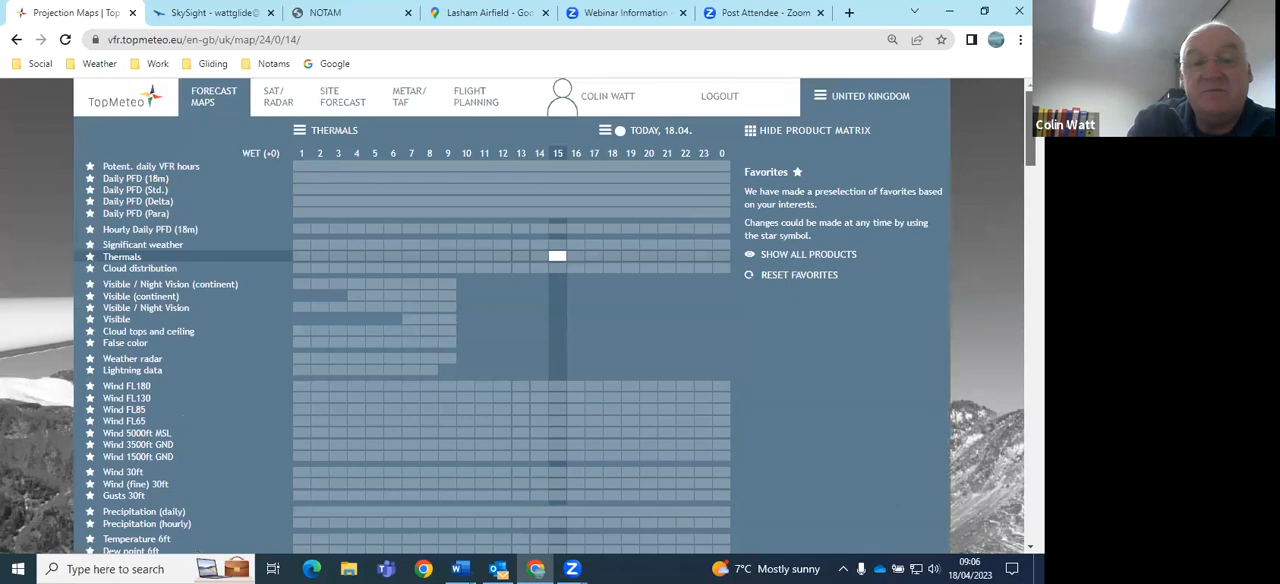 Projection Maps | TopMeteo
SkySight - wattglide@
NOTAM
Lasham Airfield - Goo
Webinar Information -
Post Attendee - Zoom
vfr.topmeteo.eu/en-gb/uk/map/24/0/14/
Social
Weather
Work
Gliding
Notams
Google
TopMeteo
FORECAST
MAPS
SAT/
RADAR
SITE
FORECAST
METAR/
TAF
FLIGHT
PLANNING
COLIN WATT
LOGOUT
UNITED KINGDOM
Colin Watt
THERMALS
TODAY, 18.04.
HIDE PRODUCT MATRIX
WET (+0) 1 2 3 4 5 6 7 8 9 10 11 12 13 14 15 16 17 18 19 20 21 22 23 0
Potent. daily VFR hours
Daily PFD (18m)
Daily PFD (Std.)
Daily PFD (Delta)
Daily PFD (Para)
Hourly Daily PFD (18m)
Significant weather
Thermals
Cloud distribution
Visible / Night Vision (continent)
Visible (continent)
Visible / Night Vision
Visible
Cloud tops and ceiling
False color
Weather radar
Lightning data
Wind FL180
Wind FL130
Wind FL85
Wind FL65
Wind 5000ft MSL
Wind 3500ft GND
Wind 1500ft GND
Wind 30ft
Wind (fine) 30ft
Gusts 30ft
Precipitation (daily)
Precipitation (hourly)
Temperature 6ft
Dew point 6ft
Favorites
We have made a preselection of favorites based
on your interests.
Changes could be made at any time by using
the star symbol.
SHOW ALL PRODUCTS
RESET FAVORITES
Type here to search
7°C Mostly sunny
09:06
18/04/2023